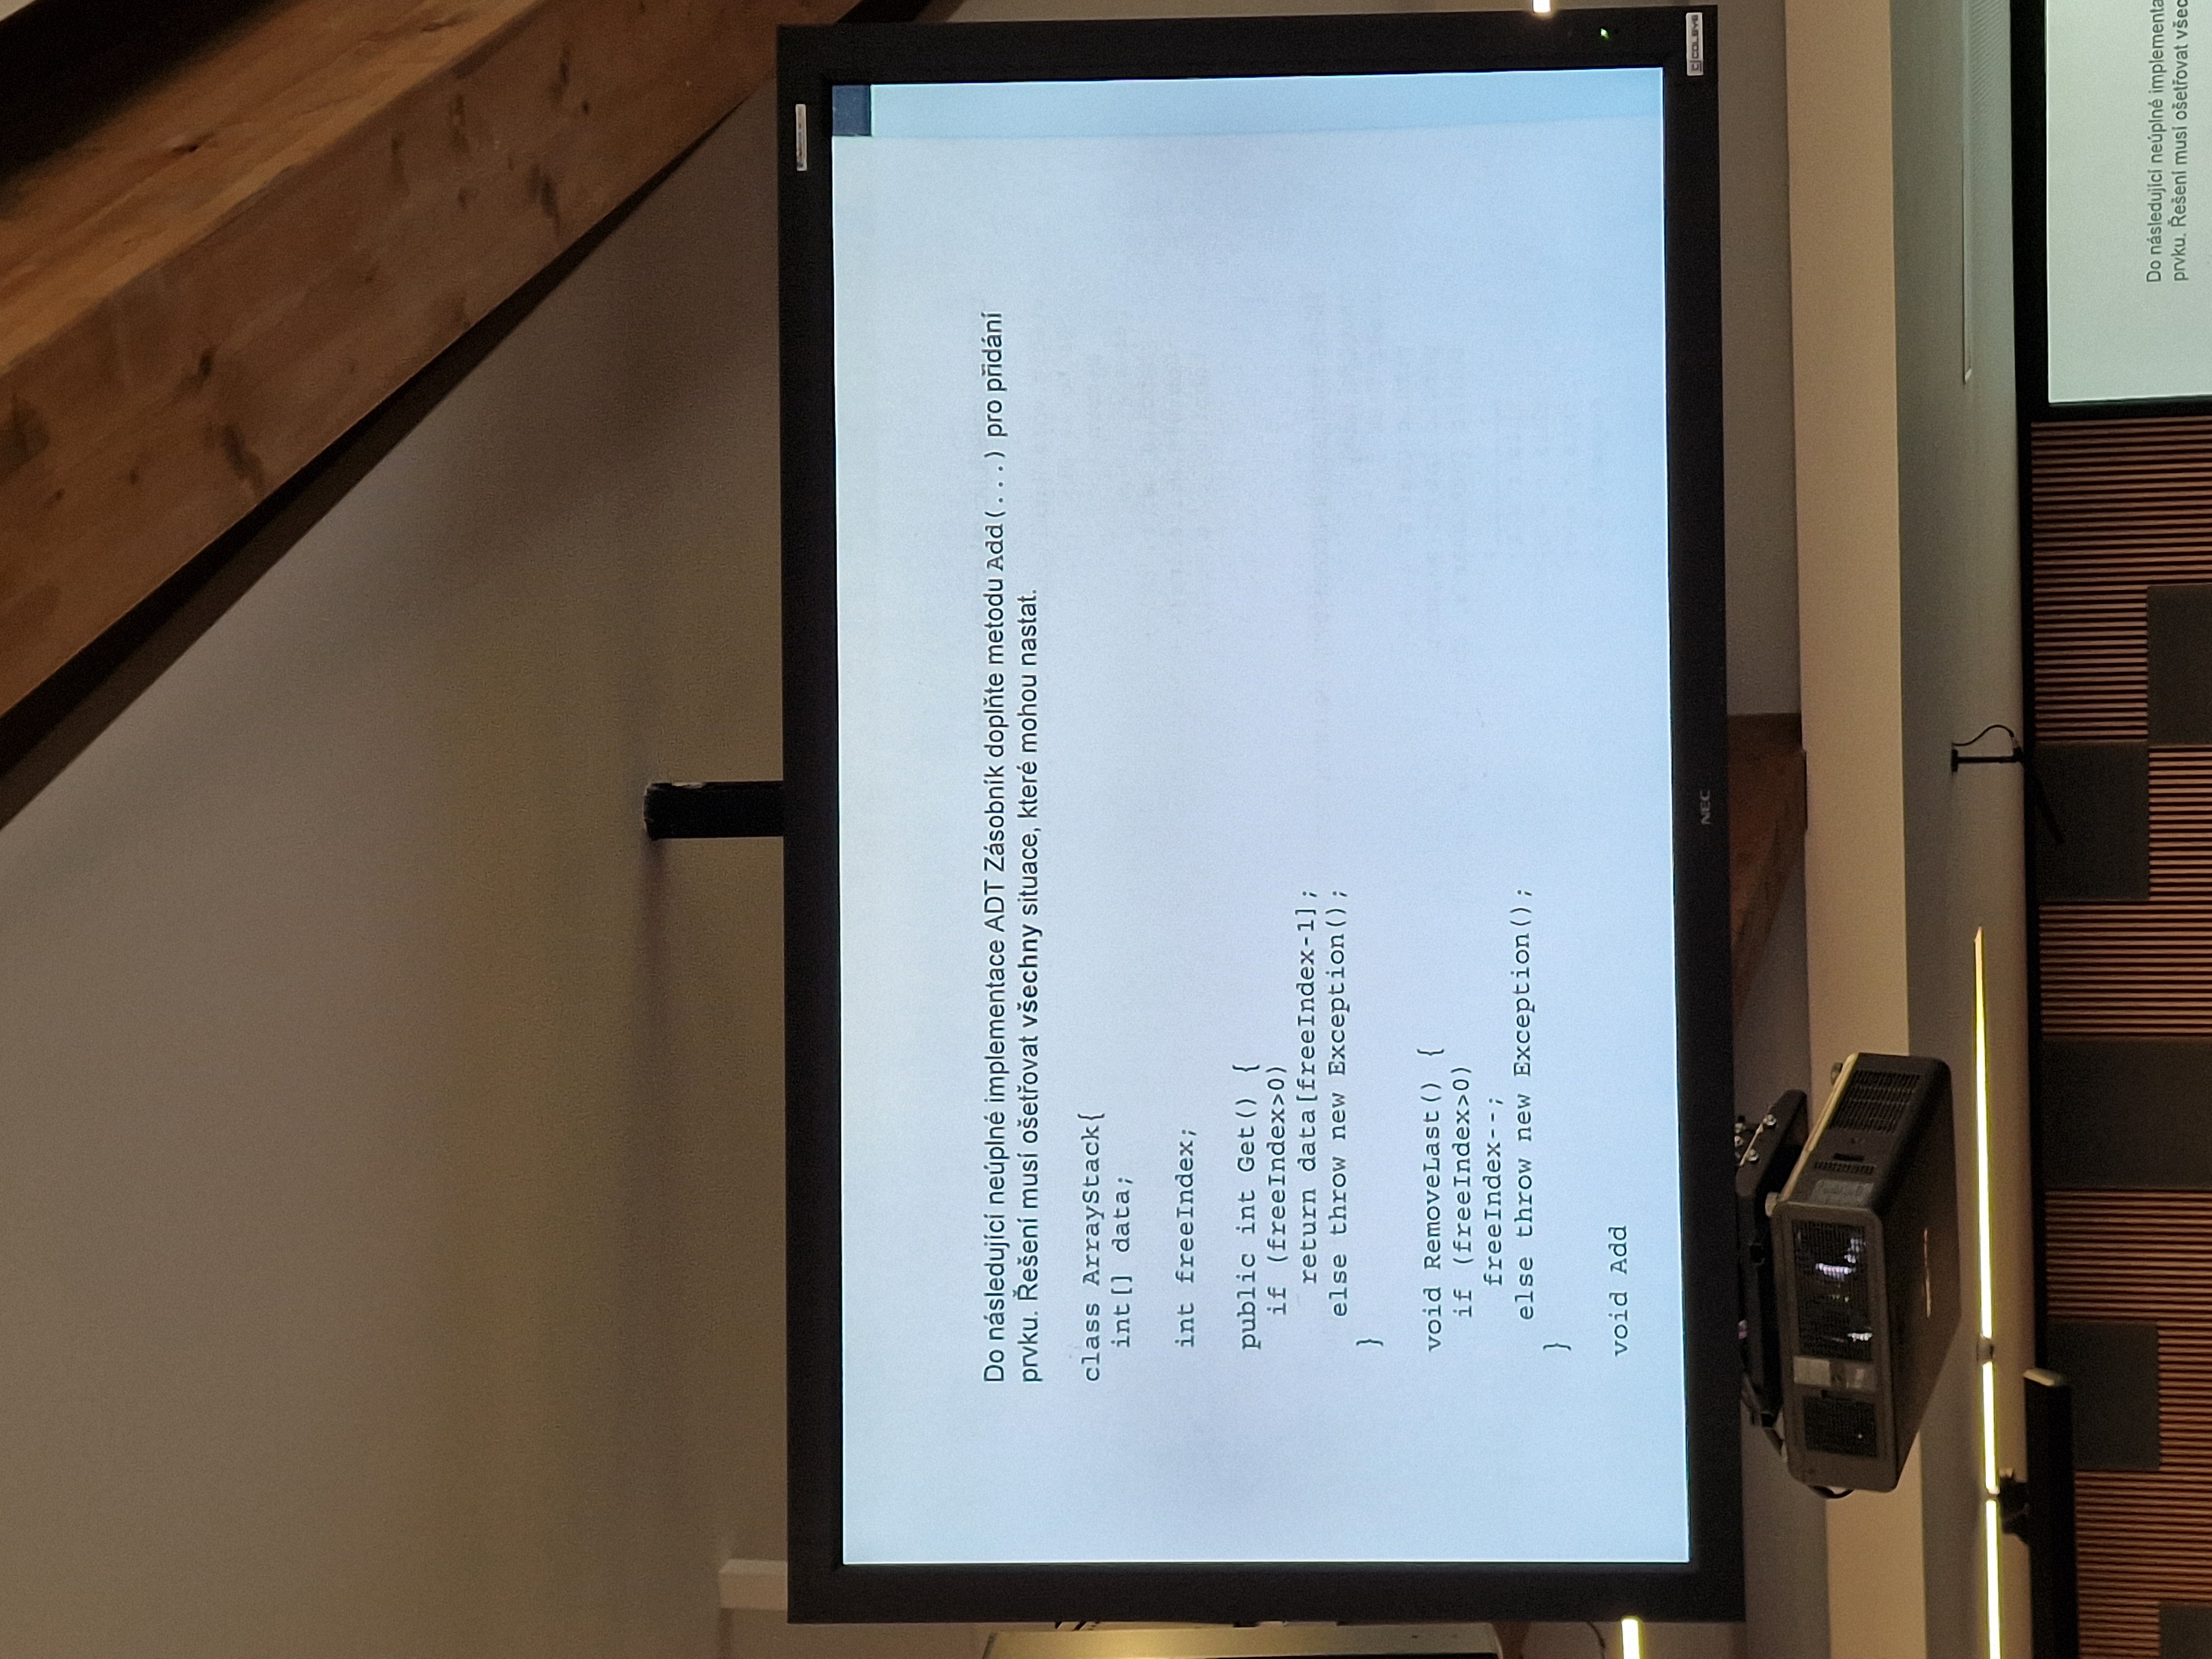 Do následující neúplné implementace ADT Zásobník doplňte metodu Add(...) pro přidání
prvku. Řešení musí ošetřovat všechny situace, které mohou nastat.
class ArrayStack{
int[] data;
int freeIndex;
public int Get() {
if (freeIndex>0)
return data[freeIndex-1];
else throw new Exception();
}
void RemoveLast() {
if (freeIndex>0)
freeIndex--;
else throw new Exception();
}
void Add
NEC
Do následující neúplné
prvku. Řešení musí ošetřovat